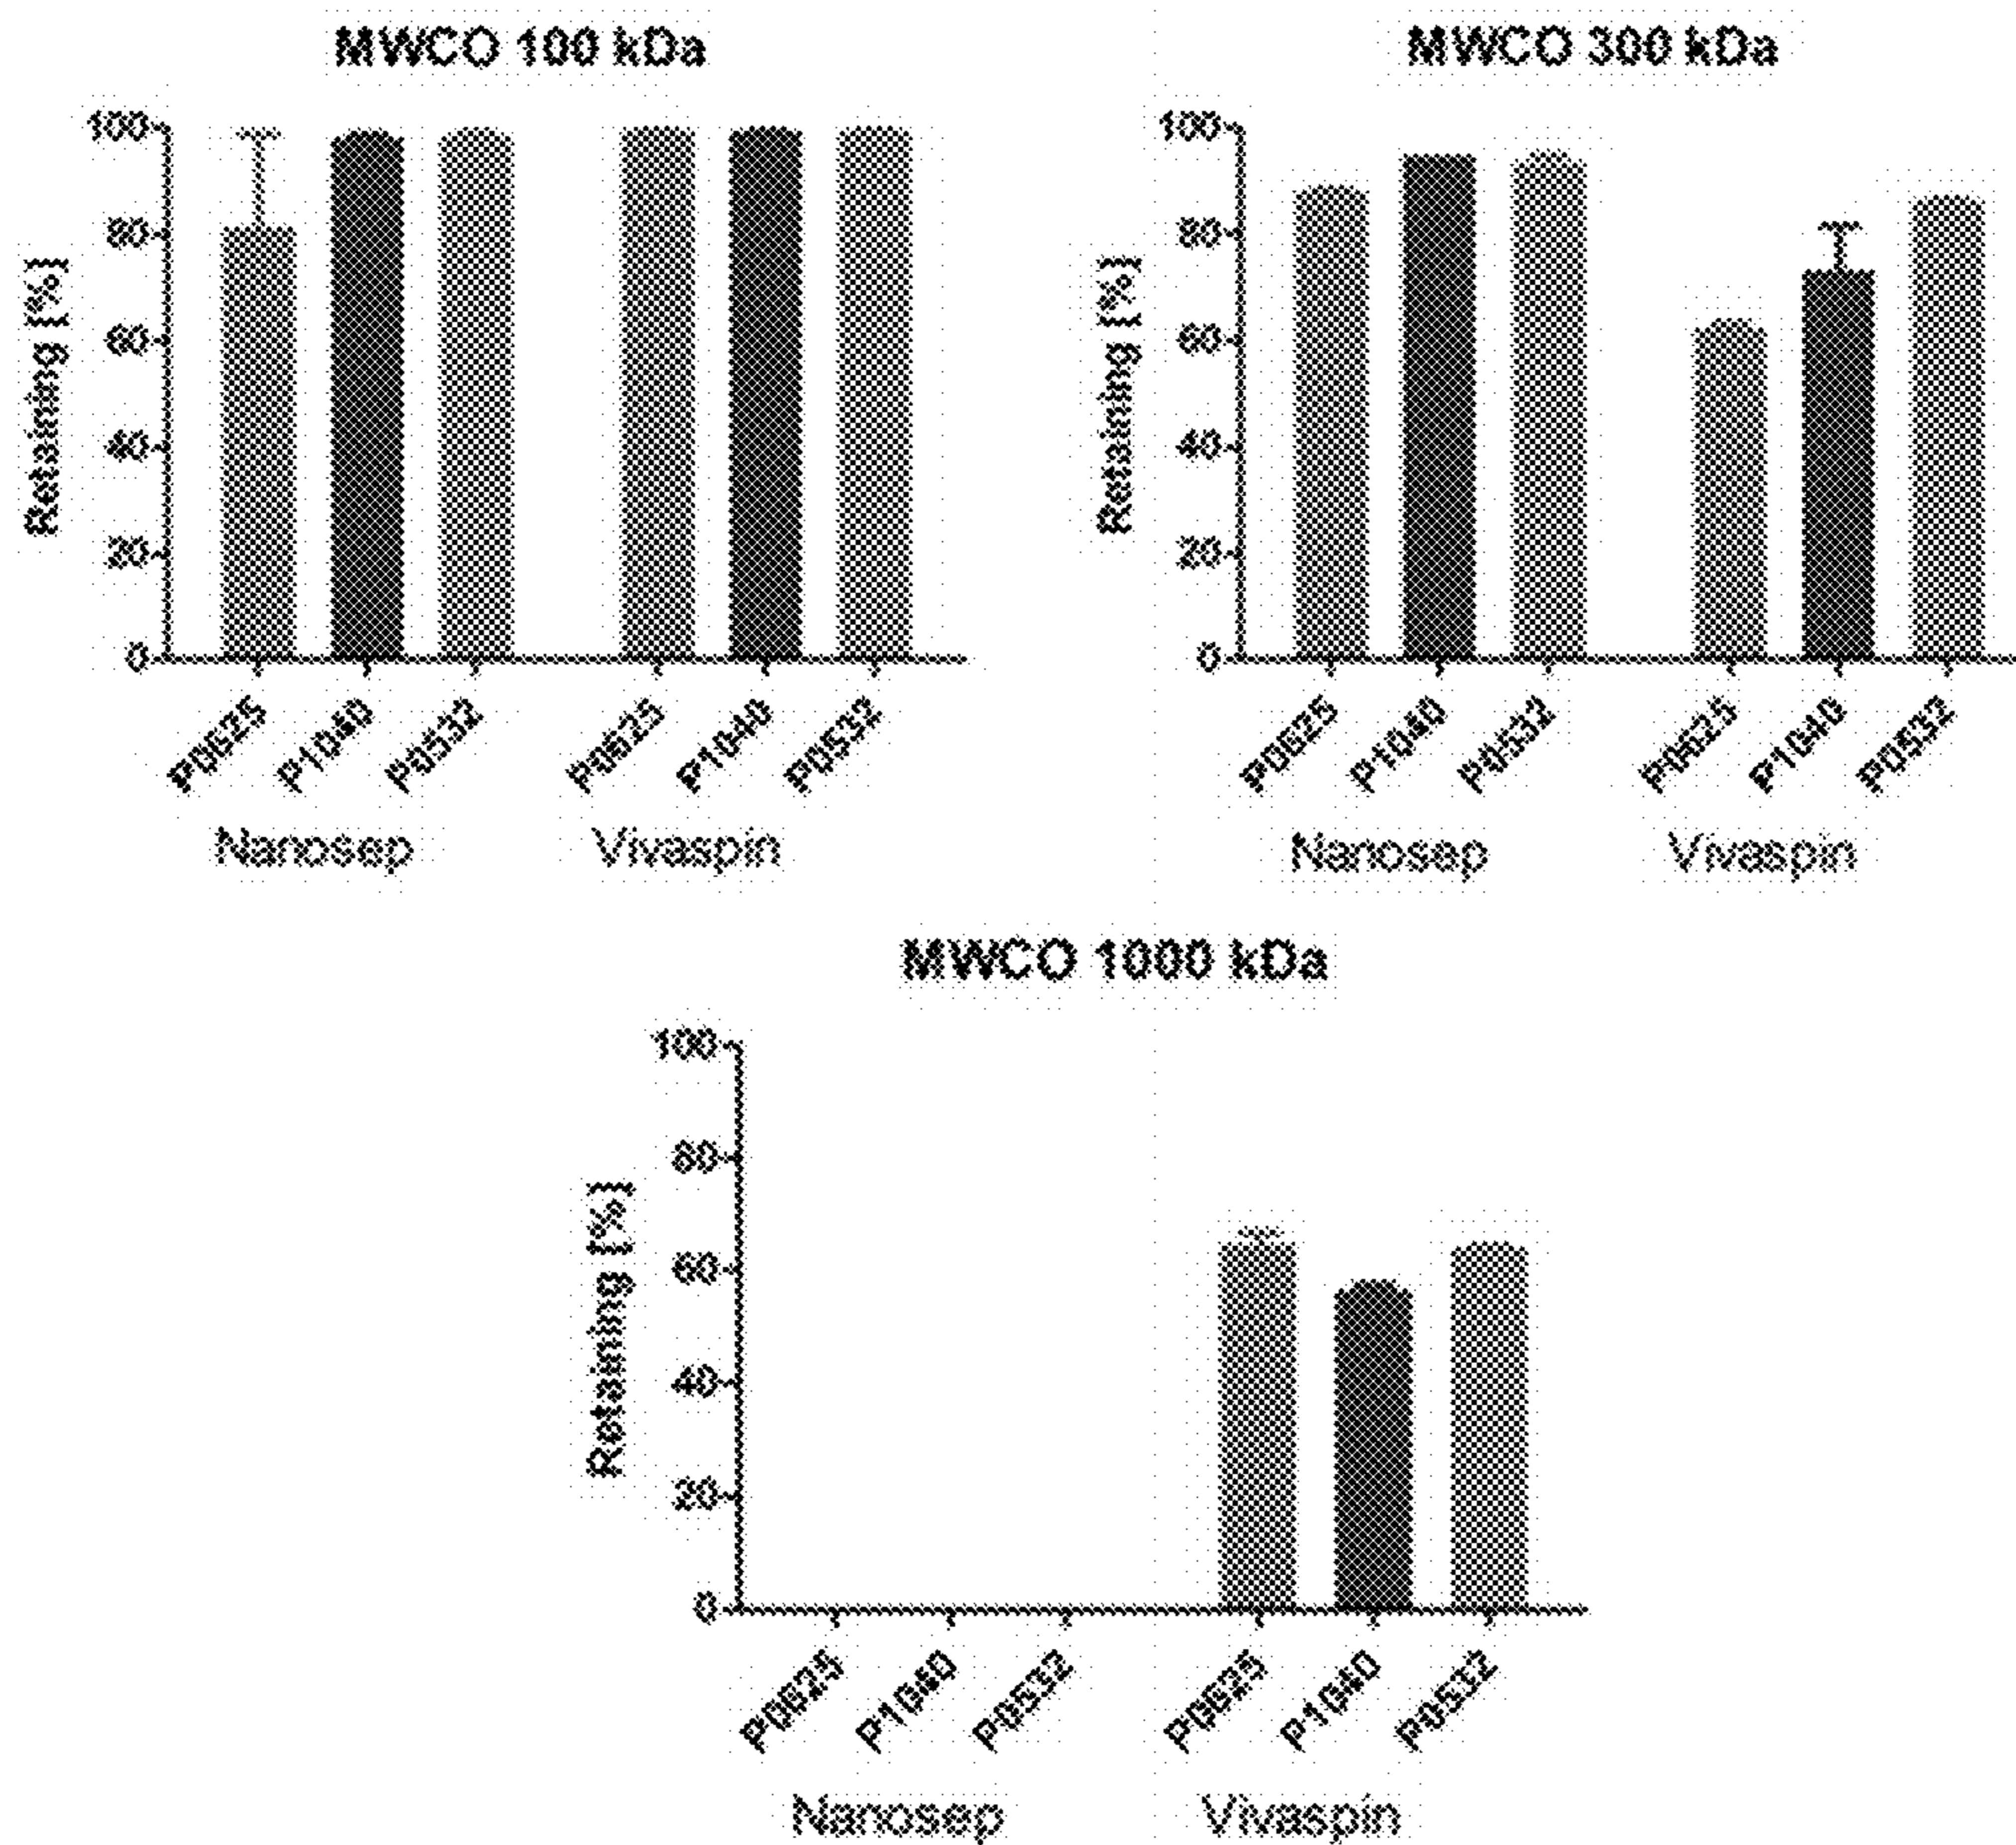 MWCO 100 kDa
Retaining [%]
100
80
60
40
20
0
P0625 P1040 P0532 P0625 P1040 P0532
Nanosep Vivaspin
MWCO 300 kDa
Retaining [%]
100
80
60
40
20
0
P0625 P1040 P0532 P0625 P1040 P0532
Nanosep Vivaspin
MWCO 1000 kDa
Retaining [%]
100
80
60
40
20
0
P0625 P1040 P0532 P0625 P1040 P0532
Nanosep Vivaspin